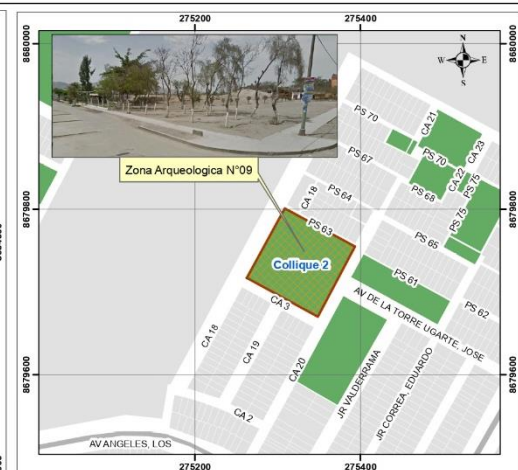 275200
275400
8680000
8680000
N
W
E
S
Zona Arqueologica N°09
PS 70
CA 21
CA 23
PS 70
PS 67
CA 22
PS 75
CA 18
PS 64
PS 68
PS 75
8679800
8679800
PS 63
PS 65
Collique 2
PS 61
PS 62
CA 3
AV DE LA TORRE UGARTE, JOSE
CA 18
CA 19
CA 20
JR VALDERRAMA
JR CORREA, EDUARDO
8679600
8679600
CA 2
AV ANGELES, LOS
275200
275400